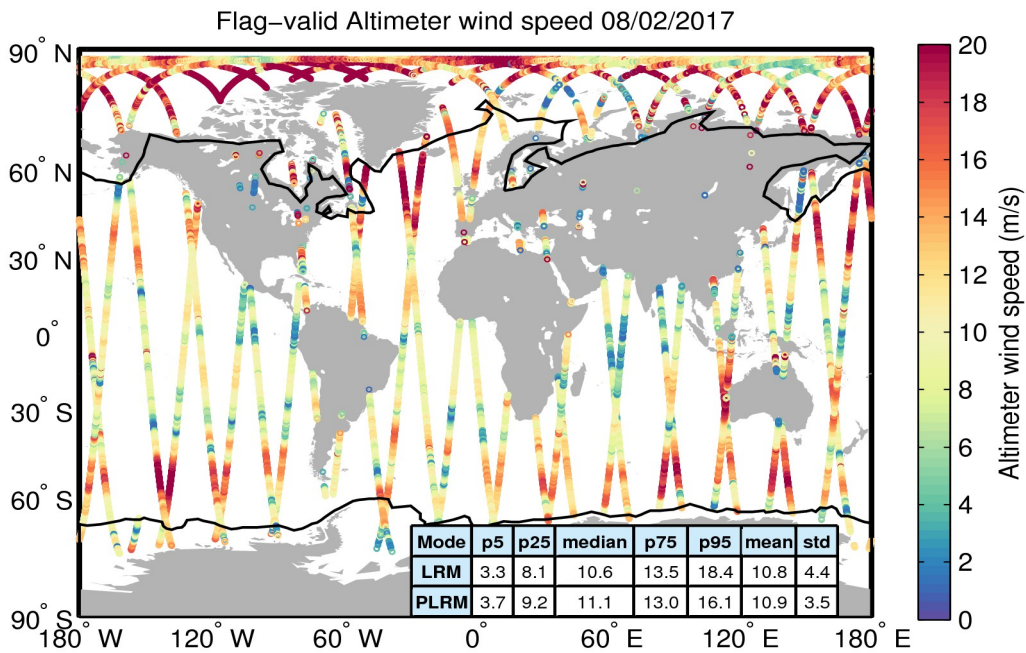 Flag−valid Altimeter wind speed 08/02/2017
90° N
60° N
30° N
0°
30° S
60° S
90° S
180° W
120° W
60° W
0°
60° E
120° E
180° E
Mode p5 p25 median p75 p95 mean std
LRM 3.3 8.1 10.6 13.5 18.4 10.8 4.4
PLRM 3.7 9.2 11.1 13.0 16.1 10.9 3.5
20
18
16
14
12
10
8
6
4
2
0
Altimeter wind speed (m/s)